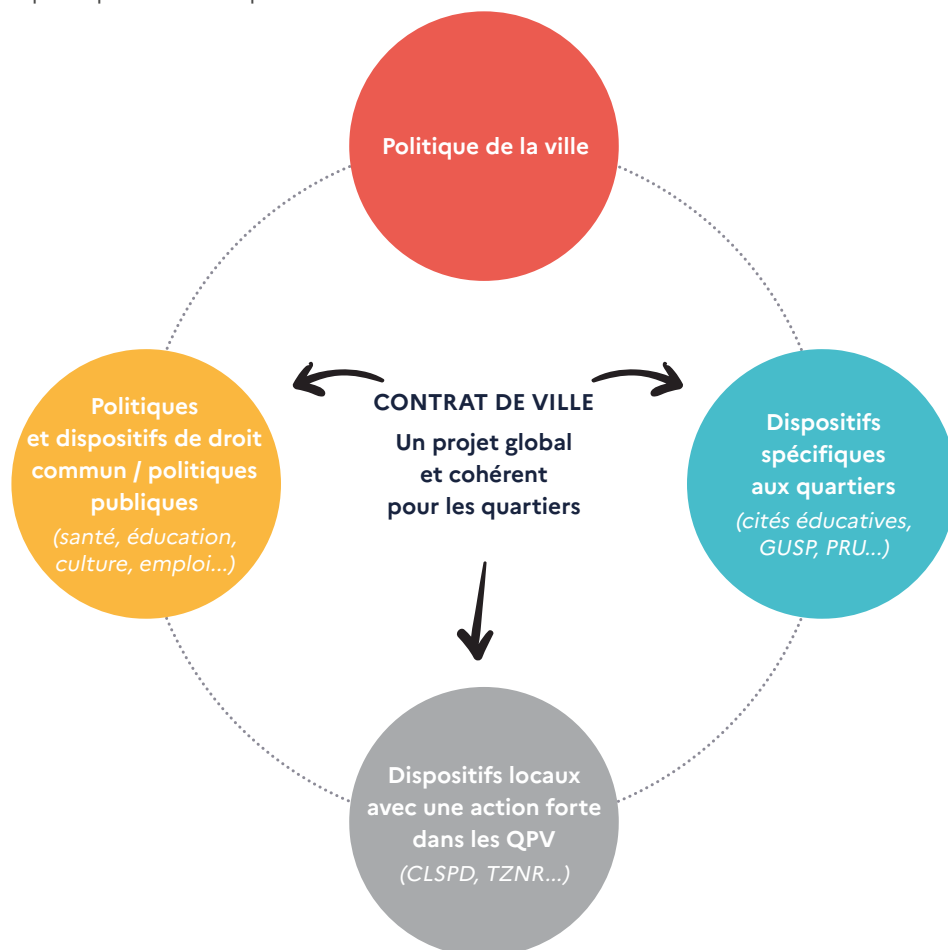 Politique de la ville
CONTRAT DE VILLE
Un projet global
et cohérent
pour les quartiers
Politiques
et dispositifs de droit
commun / politiques
publiques
(santé, éducation,
culture, emploi...)
Dispositifs
spécifiques
aux quartiers
(cités éducatives,
GUSP, PRU...)
Dispositifs locaux
avec une action forte
dans les QPV
(CLSPD, TZNR...)